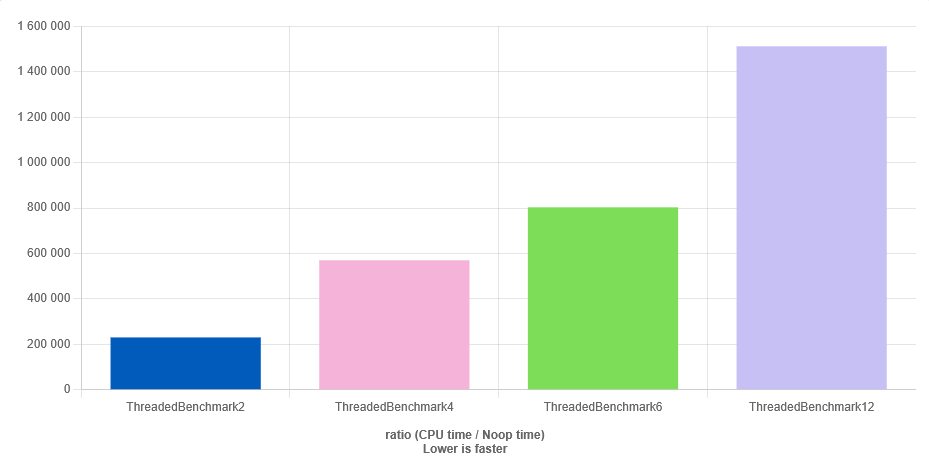 1 600 000
1 400 000
1 200 000
1 000 000
800 000
600 000
400 000
200 000
0
ThreadedBenchmark2 ThreadedBenchmark4 ThreadedBenchmark6 ThreadedBenchmark12
ratio (CPU time / Noop time)
Lower is faster